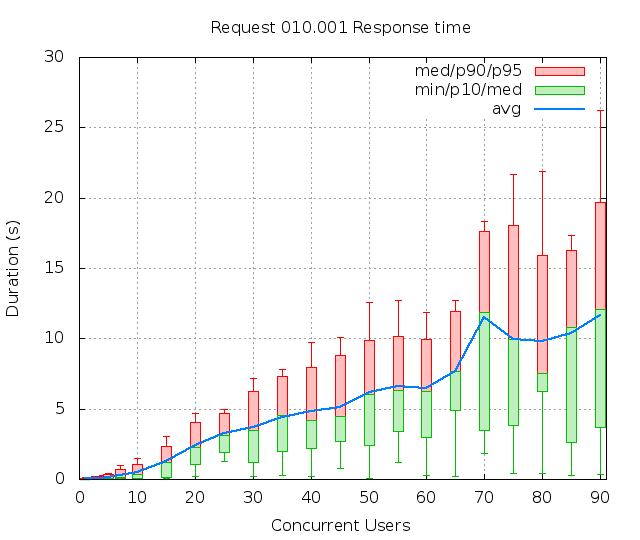 Request 010.001 Response time
30
25
20
15
10
5
0
Duration (s)
med/p90/p95
min/p10/med
avg
0 10 20 30 40 50 60 70 80 90
Concurrent Users